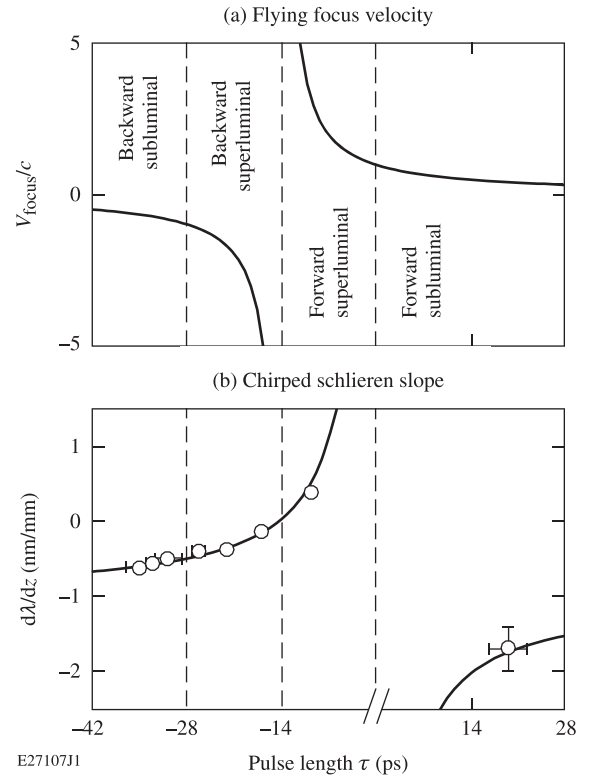 (a) Flying focus velocity
5
0
−5
V_focus/c
Backward
subluminal
Backward
superluminal
Forward
superluminal
Forward
subluminal
(b) Chirped schlieren slope
1
0
−1
−2
dλ/dz (nm/mm)
−42 −28 −14 14 28
Pulse length τ (ps)
E27107J1